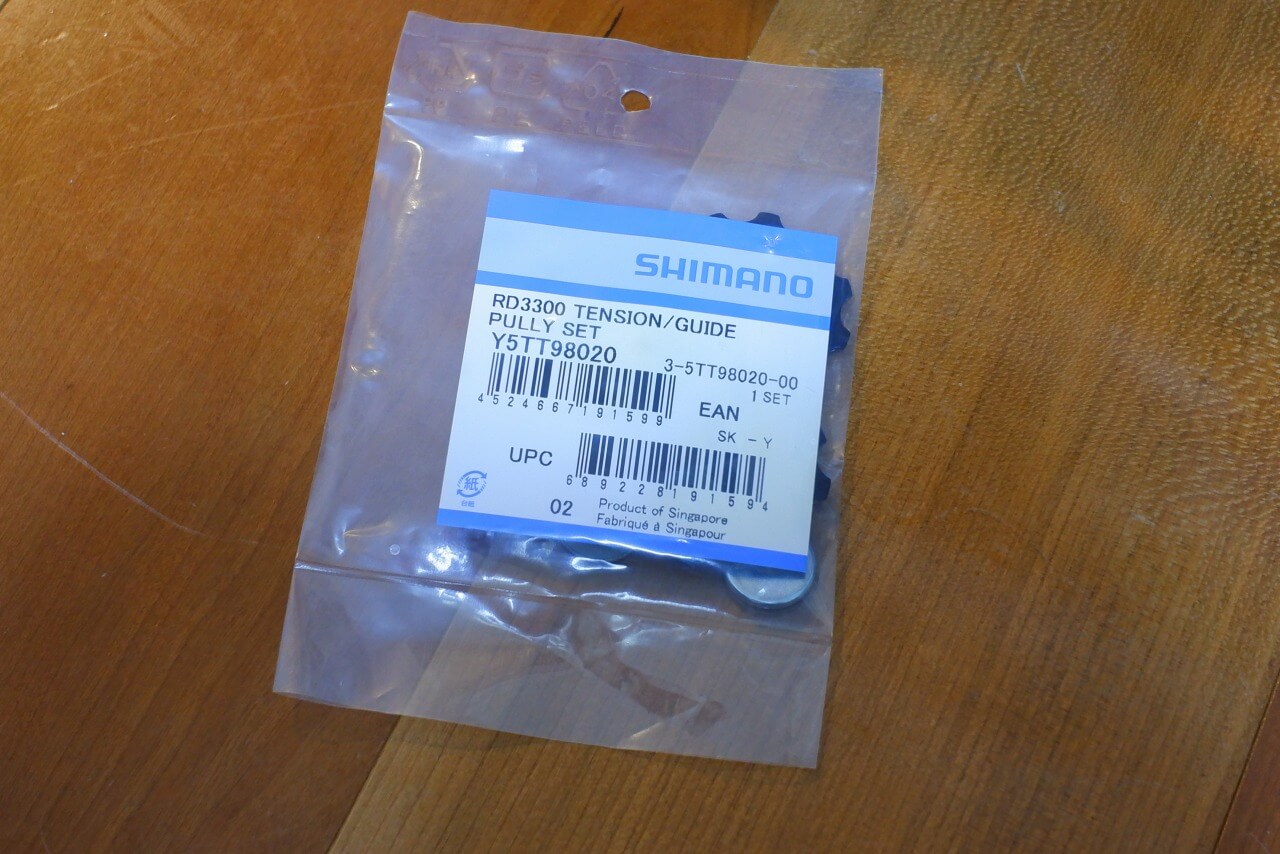 SHIMANO
RD3300 TENSION/GUIDE
PULLY SET
Y5TT98020
3-5TT98020-00
1 SET
4524667191599
EAN
SK - Y
UPC
689228191594
紙
02
Product of Singapore
Fabriqué à Singapour